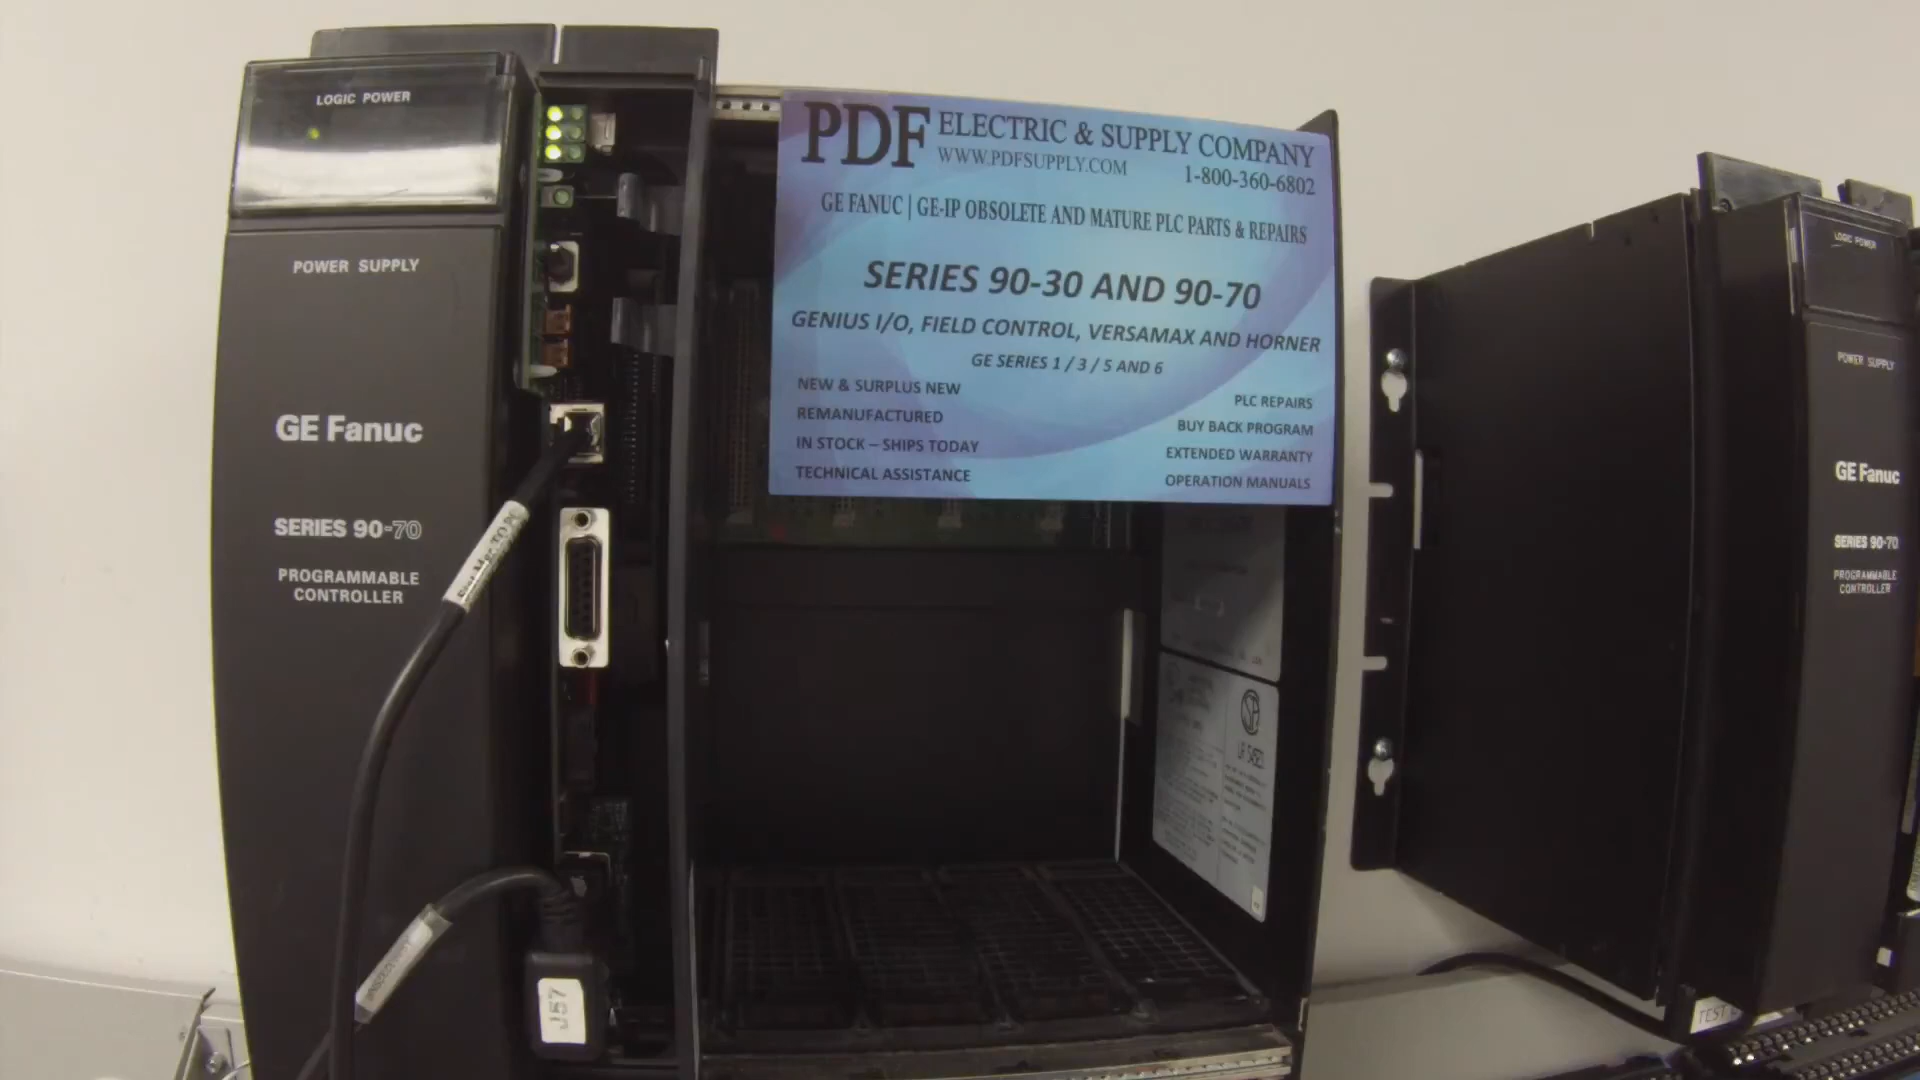 LOGIC POWER
POWER SUPPLY
GE Fanuc
SERIES 90-70
PROGRAMMABLE
CONTROLLER
J57
PDF ELECTRIC & SUPPLY COMPANY
WWW.PDFSUPPLY.COM
1-800-360-6802
GE FANUC | GE-IP OBSOLETE AND MATURE PLC PARTS & REPAIRS
SERIES 90-30 AND 90-70
GENIUS I/O, FIELD CONTROL, VERSAMAX AND HORNER
GE SERIES 1 / 3 / 5 AND 6
NEW & SURPLUS NEW
REMANUFACTURED
IN STOCK – SHIPS TODAY
TECHNICAL ASSISTANCE
PLC REPAIRS
BUY BACK PROGRAM
EXTENDED WARRANTY
OPERATION MANUALS
LOGIC POWER
POWER SUPPLY
GE Fanuc
SERIES 90-70
PROGRAMMABLE
CONTROLLER
TEST